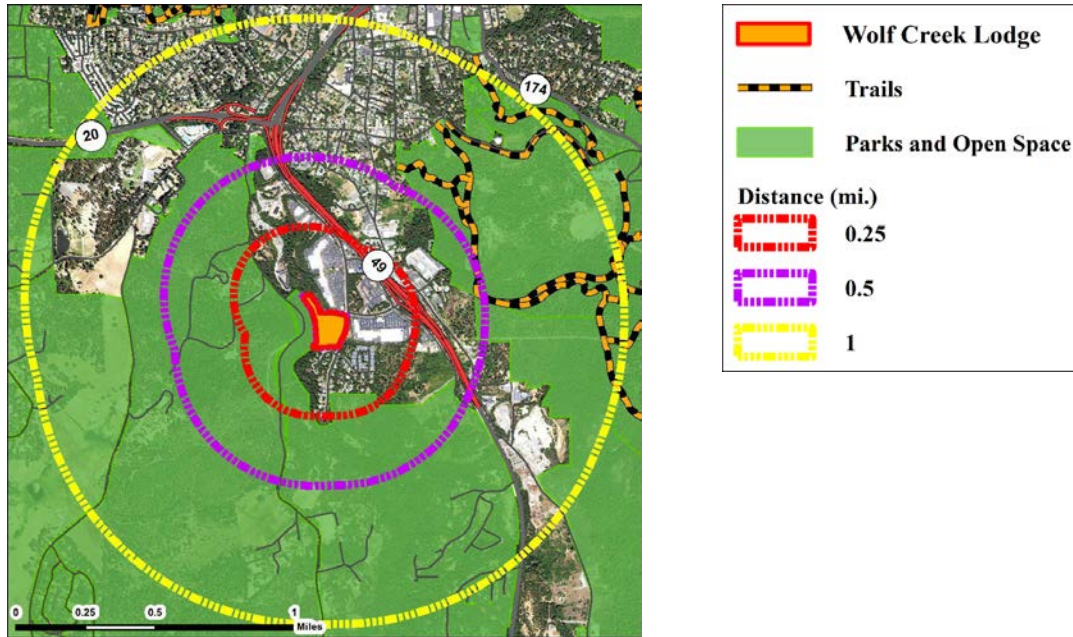 174
20
49
0 0.25 0.5 1
Miles
Wolf Creek Lodge
Trails
Parks and Open Space
Distance (mi.)
0.25
0.5
1